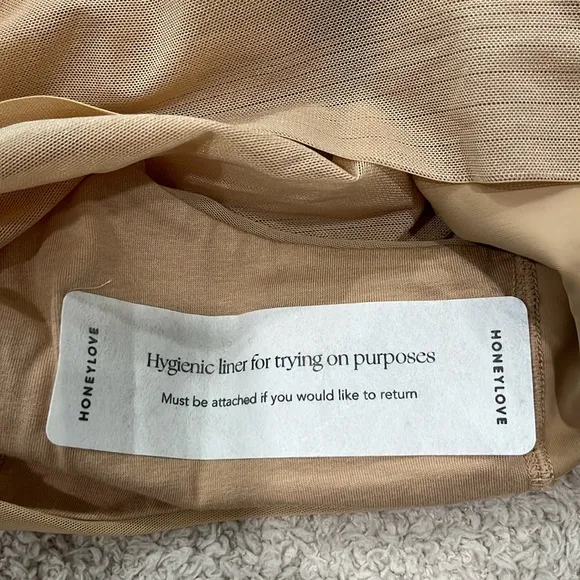 HONEYLOVE
Hygienic liner for trying on purposes
Must be attached if you would like to return
HONEYLOVE